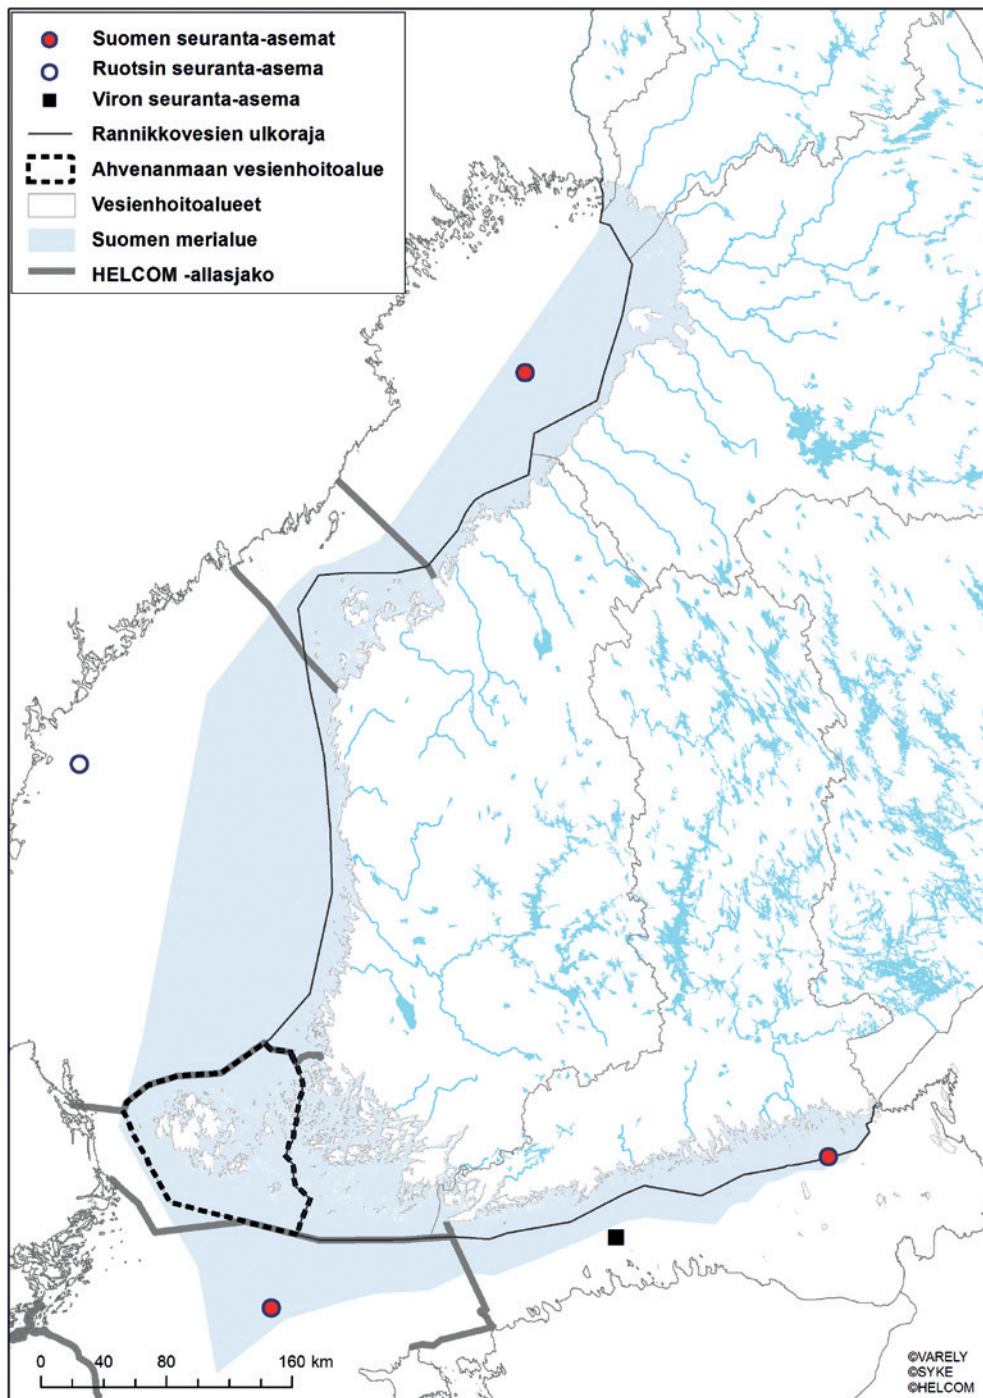 Suomen seuranta-asemat
Ruotsin seuranta-asema
Viron seuranta-asema
Rannikkovesien ulkoraja
Ahvenanmaan vesienhoitoalue
Vesienhoitoalueet
Suomen merialue
HELCOM -allasjako
0 40 80 160 km
©VARELY
©SYKE
©HELCOM